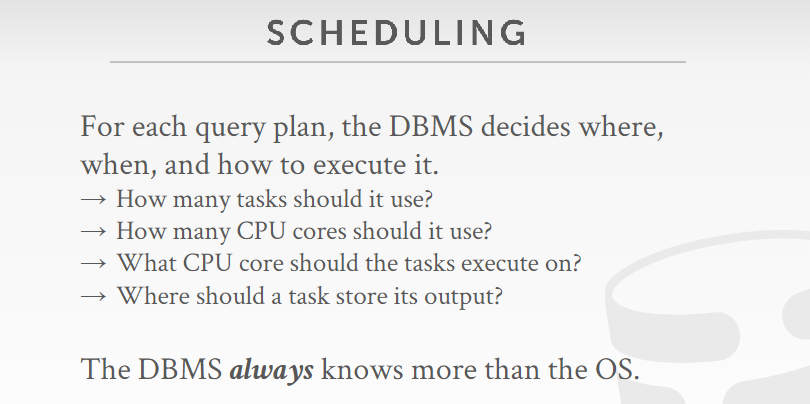 SCHEDULING
For each query plan, the DBMS decides where,
when, and how to execute it.
→ How many tasks should it use?
→ How many CPU cores should it use?
→ What CPU core should the tasks execute on?
→ Where should a task store its output?
The DBMS always knows more than the OS.